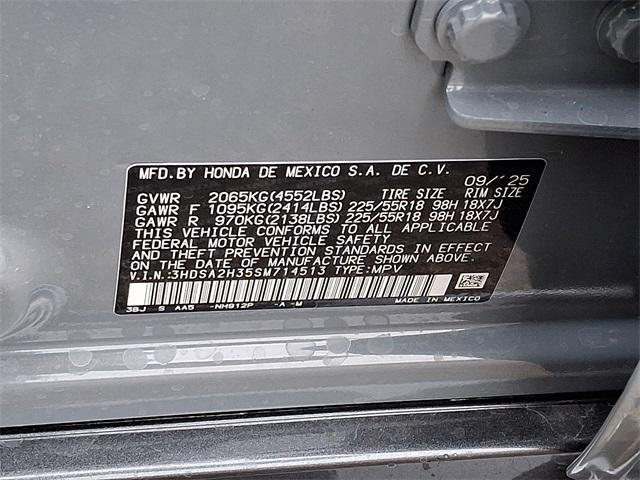 MFD.BY HONDA DE MEXICO S.A. DE C.V. 09/'25
GVWR 2065KG(4552LBS) TIRE SIZE RIM SIZE
GAWR F 1095KG(2414LBS) 225/55R18 98H 18X7J
GAWR R 970KG(2138LBS) 225/55R18 98H 18X7J
THIS VEHICLE CONFORMS TO ALL APPLICABLE
FEDERAL MOTOR VEHICLE SAFETY
AND THEFT PREVENTION STANDARDS IN EFFECT
ON THE DATE OF MANUFACTURE SHOWN ABOVE.
V.I.N.:3HDSA2H35SM714513 TYPE:MPV
3BJ S AA5 -NH912P -A -M MADE IN MEXICO